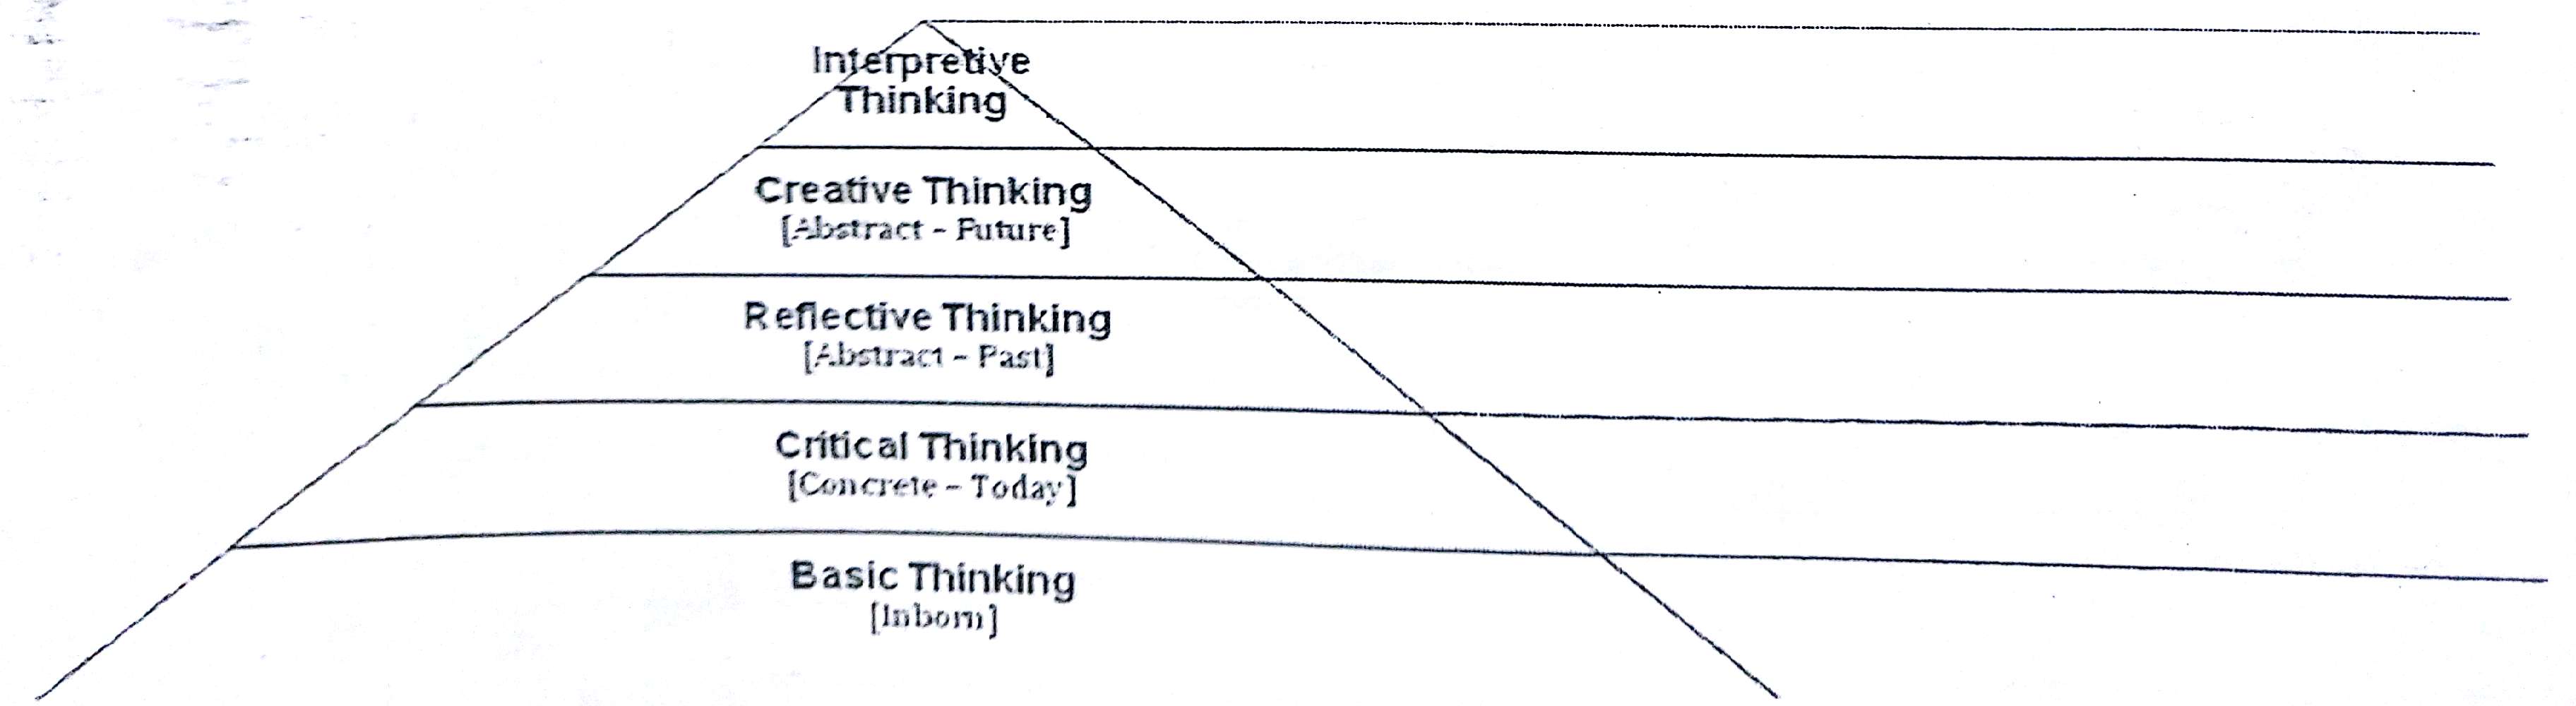 Interpretive
Thinking
Creative Thinking
[Abstract - Future]
Reflective Thinking
[Abstract - Past]
Critical Thinking
[Concrete - Today]
Basic Thinking
[Inborn]